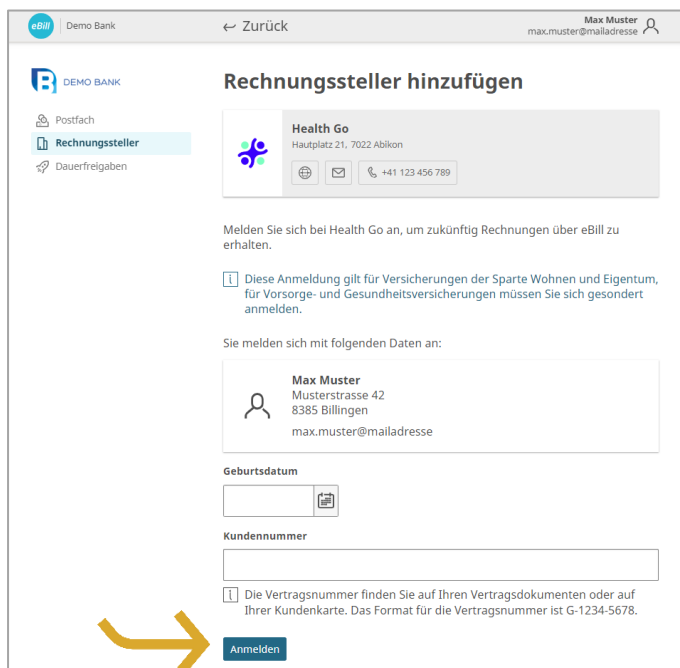 eBill Demo Bank
Zurück
Max Muster
max.muster@mailadresse
DEMO BANK
Postfach
Rechnungssteller
Dauerfreigaben
Rechnungssteller hinzufügen
Health Go
Hautplatz 21, 7022 Abikon
+41 123 456 789
Melden Sie sich bei Health Go an, um zukünftig Rechnungen über eBill zu
erhalten.
i Diese Anmeldung gilt für Versicherungen der Sparte Wohnen und Eigentum,
für Vorsorge- und Gesundheitsversicherungen müssen Sie sich gesondert
anmelden.
Sie melden sich mit folgenden Daten an:
Max Muster
Musterstrasse 42
8385 Billingen
max.muster@mailadresse
Geburtsdatum
Kundennummer
i Die Vertragsnummer finden Sie auf Ihren Vertragsdokumenten oder auf
Ihrer Kundenkarte. Das Format für die Vertragsnummer ist G-1234-5678.
Anmelden